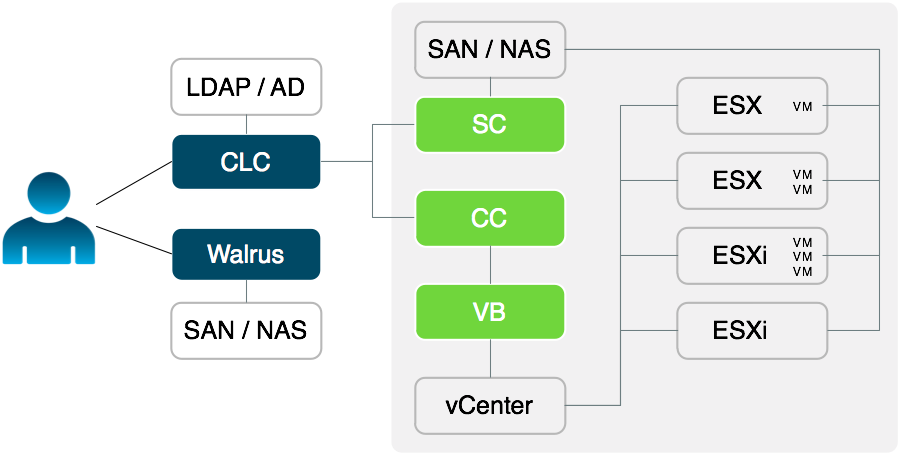 LDAP / AD
CLC
Walrus
SAN / NAS
SAN / NAS
SC
CC
VB
vCenter
ESX VM
ESX VM
VM
ESXi VM
VM
VM
ESXi